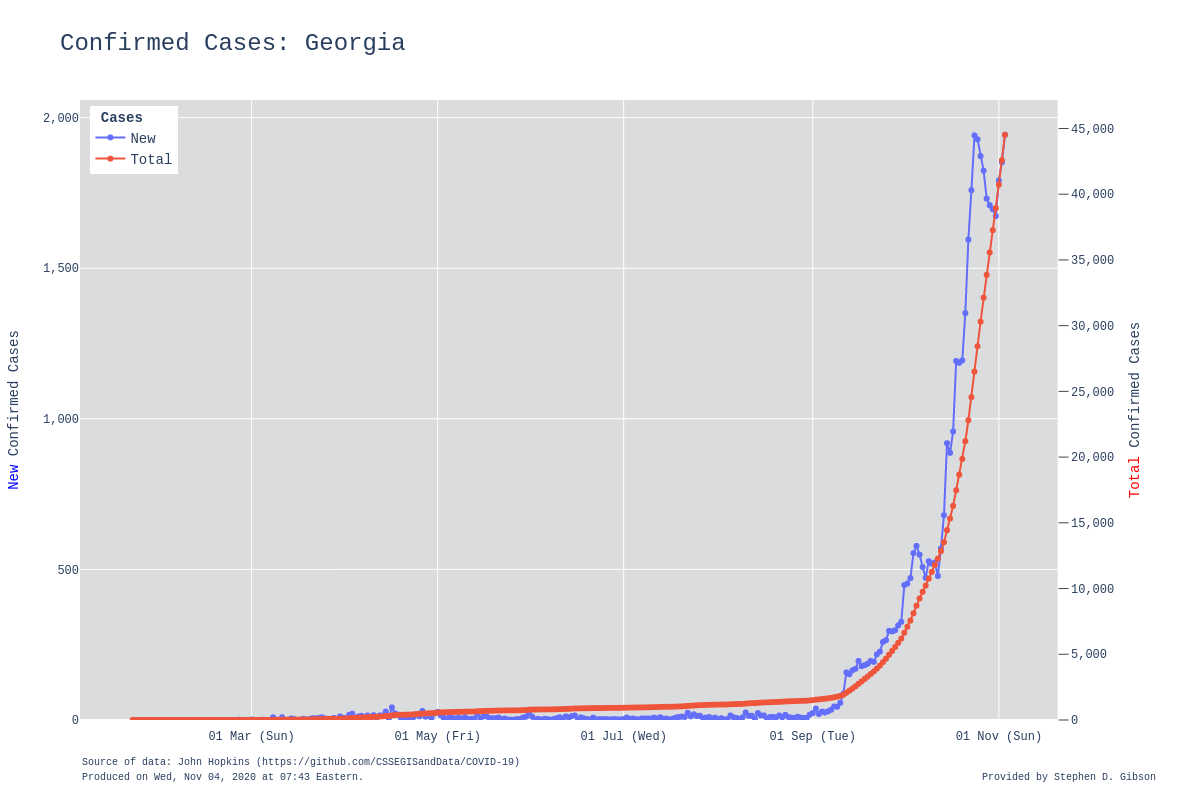 Confirmed Cases: Georgia
Cases
New
Total
2,000
1,500
1,000
500
0
New Confirmed Cases
45,000
40,000
35,000
30,000
25,000
20,000
15,000
10,000
5,000
0
Total Confirmed Cases
01 Mar (Sun)
01 May (Fri)
01 Jul (Wed)
01 Sep (Tue)
01 Nov (Sun)
Source of data: John Hopkins (https://github.com/CSSEGISandData/COVID-19)
Produced on Wed, Nov 04, 2020 at 07:43 Eastern.
Provided by Stephen D. Gibson